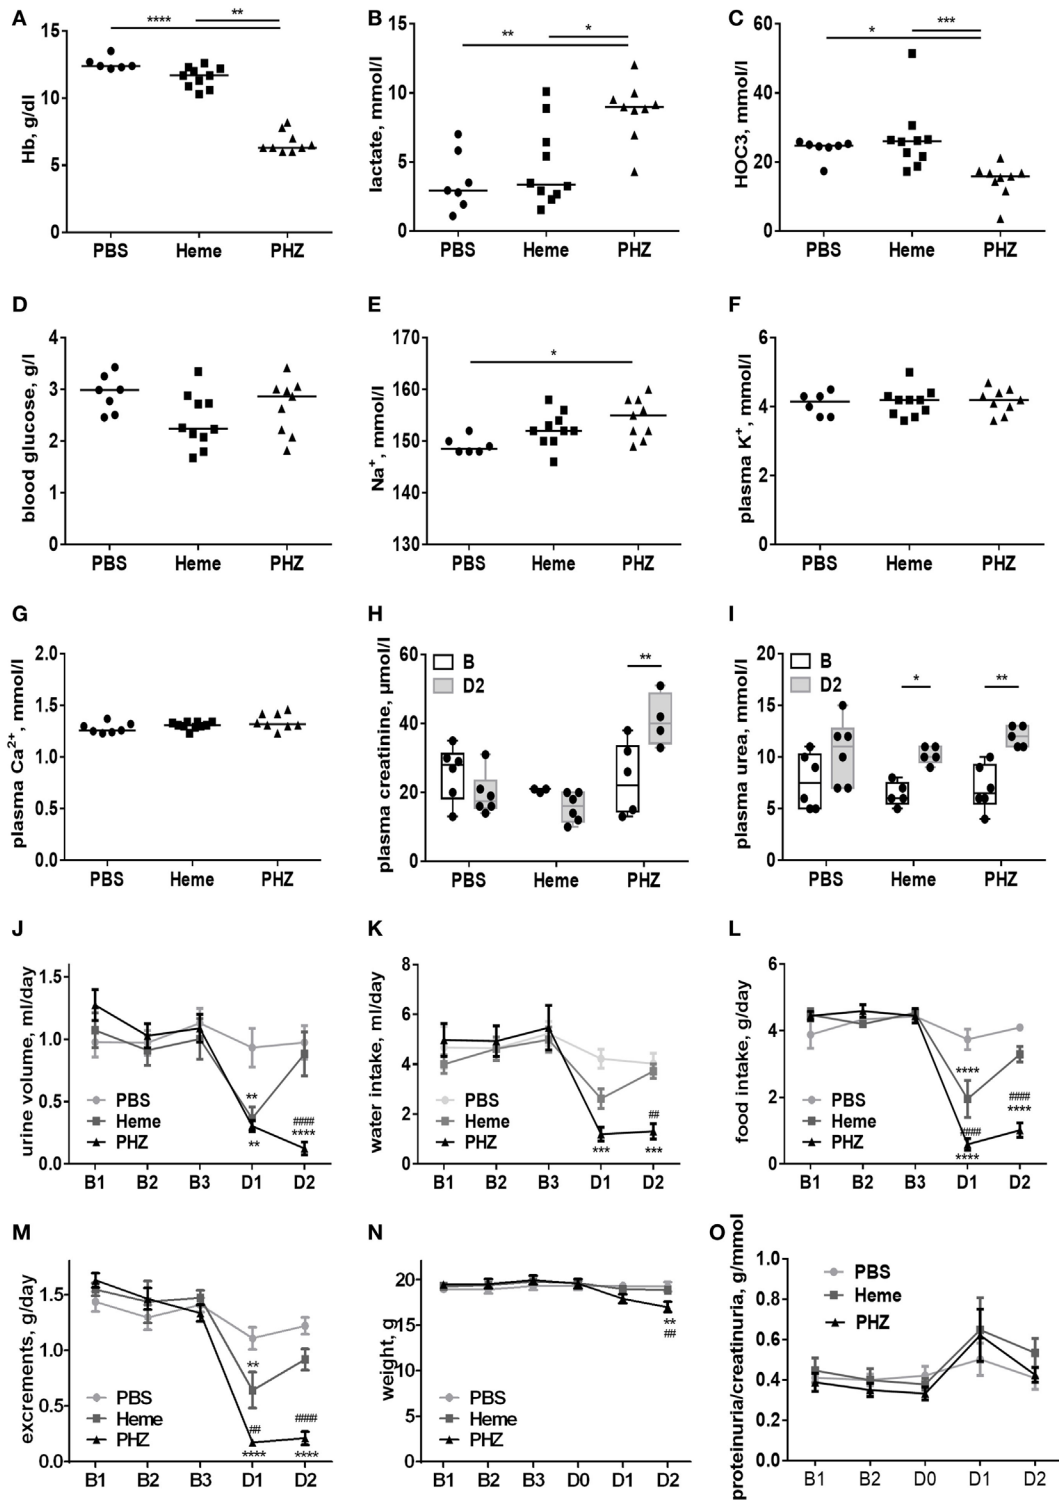 A
**
****
15
10
5
0
Hb, g/dl
PBS Heme PHZ
B
*
**
15
10
5
0
lactate, mmol/l
PBS Heme PHZ
C
***
*
60
40
20
0
HOC3, mmol/l
PBS Heme PHZ
D
4
3
2
1
0
blood glucose, g/l
PBS Heme PHZ
E
*
170
160
150
140
130
Na+, mmol/l
PBS Heme PHZ
F
6
4
2
0
plasma K+, mmol/l
PBS Heme PHZ
G
2.0
1.5
1.0
0.5
0.0
plasma Ca2+, mmol/l
PBS Heme PHZ
H
B
D2
**
60
40
20
0
plasma creatinine, µmol/l
PBS Heme PHZ
I
B
D2
*
**
20
15
10
5
0
plasma urea, mmol/l
PBS Heme PHZ
J
1.5
1.0
0.5
0.0
urine volume, ml/day
PBS
Heme
PHZ
**
**
####
****
B1 B2 B3 D1 D2
K
8
6
4
2
0
water intake, ml/day
PBS
Heme
PHZ
***
##
***
B1 B2 B3 D1 D2
L
6
4
2
0
food intake, g/day
PBS
Heme
PHZ
****
####
****
####
****
B1 B2 B3 D1 D2
M
1.5
1.0
0.5
0.0
excrements, g/day
PBS
Heme
PHZ
**
##
****
####
****
B1 B2 B3 D1 D2
N
20
15
10
5
0
weight, g
PBS
Heme
PHZ
**
##
B1 B2 B3 D0 D1 D2
O
1.0
0.8
0.6
0.4
0.2
0.0
proteinuria/creatinuria, g/mmol
PBS
Heme
PHZ
B1 B2 D0 D1 D2